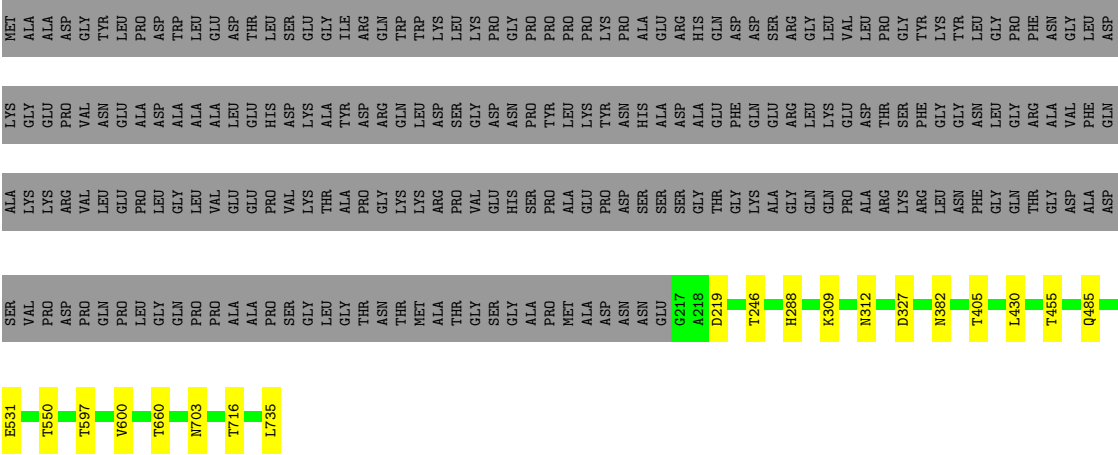 MET ALA ALA ASP GLY TYR LEU PRO ASP TRP LEU GLU ASP THR LEU SER GLU GLY ILE ARG GLN TRP TRP LYS LEU LYS PRO GLY PRO PRO PRO PRO LYS PRO ALA GLU ARG HIS GLN ASP ASP SER ARG GLY LEU VAL LEU PRO GLY TYR LYS TYR LEU GLY PRO PHE ASN GLY LEU ASP
LYS GLY GLU PRO VAL ASN GLU ALA ASP ALA ALA ALA LEU GLU HIS ASP LYS ALA TYR ASP ARG GLN LEU ASP SER GLY ASP ASN PRO TYR LEU LYS TYR ASN HIS ALA ASP ALA GLU PHE GLN GLU ARG LEU LYS GLU ASP THR SER PHE GLY GLY ASN LEU GLY ARG ALA VAL PHE GLN
ALA LYS LYS ARG VAL LEU GLU PRO LEU GLY LEU VAL GLU GLU PRO VAL LYS THR ALA PRO GLY LYS LYS ARG PRO VAL GLU HIS SER PRO ALA GLU PRO ASP SER SER SER GLY THR GLY LYS ALA GLY GLN GLN PRO ALA ARG LYS ARG LEU ASN PHE GLY GLN THR GLY ASP ALA ASP
SER VAL PRO ASP PRO GLN PRO LEU GLY GLN PRO PRO ALA ALA PRO SER GLY LEU GLY THR ASN THR MET ALA THR GLY SER GLY ALA PRO MET ALA ASP ASN ASN GLU G217 A218 D219 T246 H288 K309 N312 D327 N382 T405 L430 T455 Q485
E531 T550 T597 V600 T660 N703 T716 L735